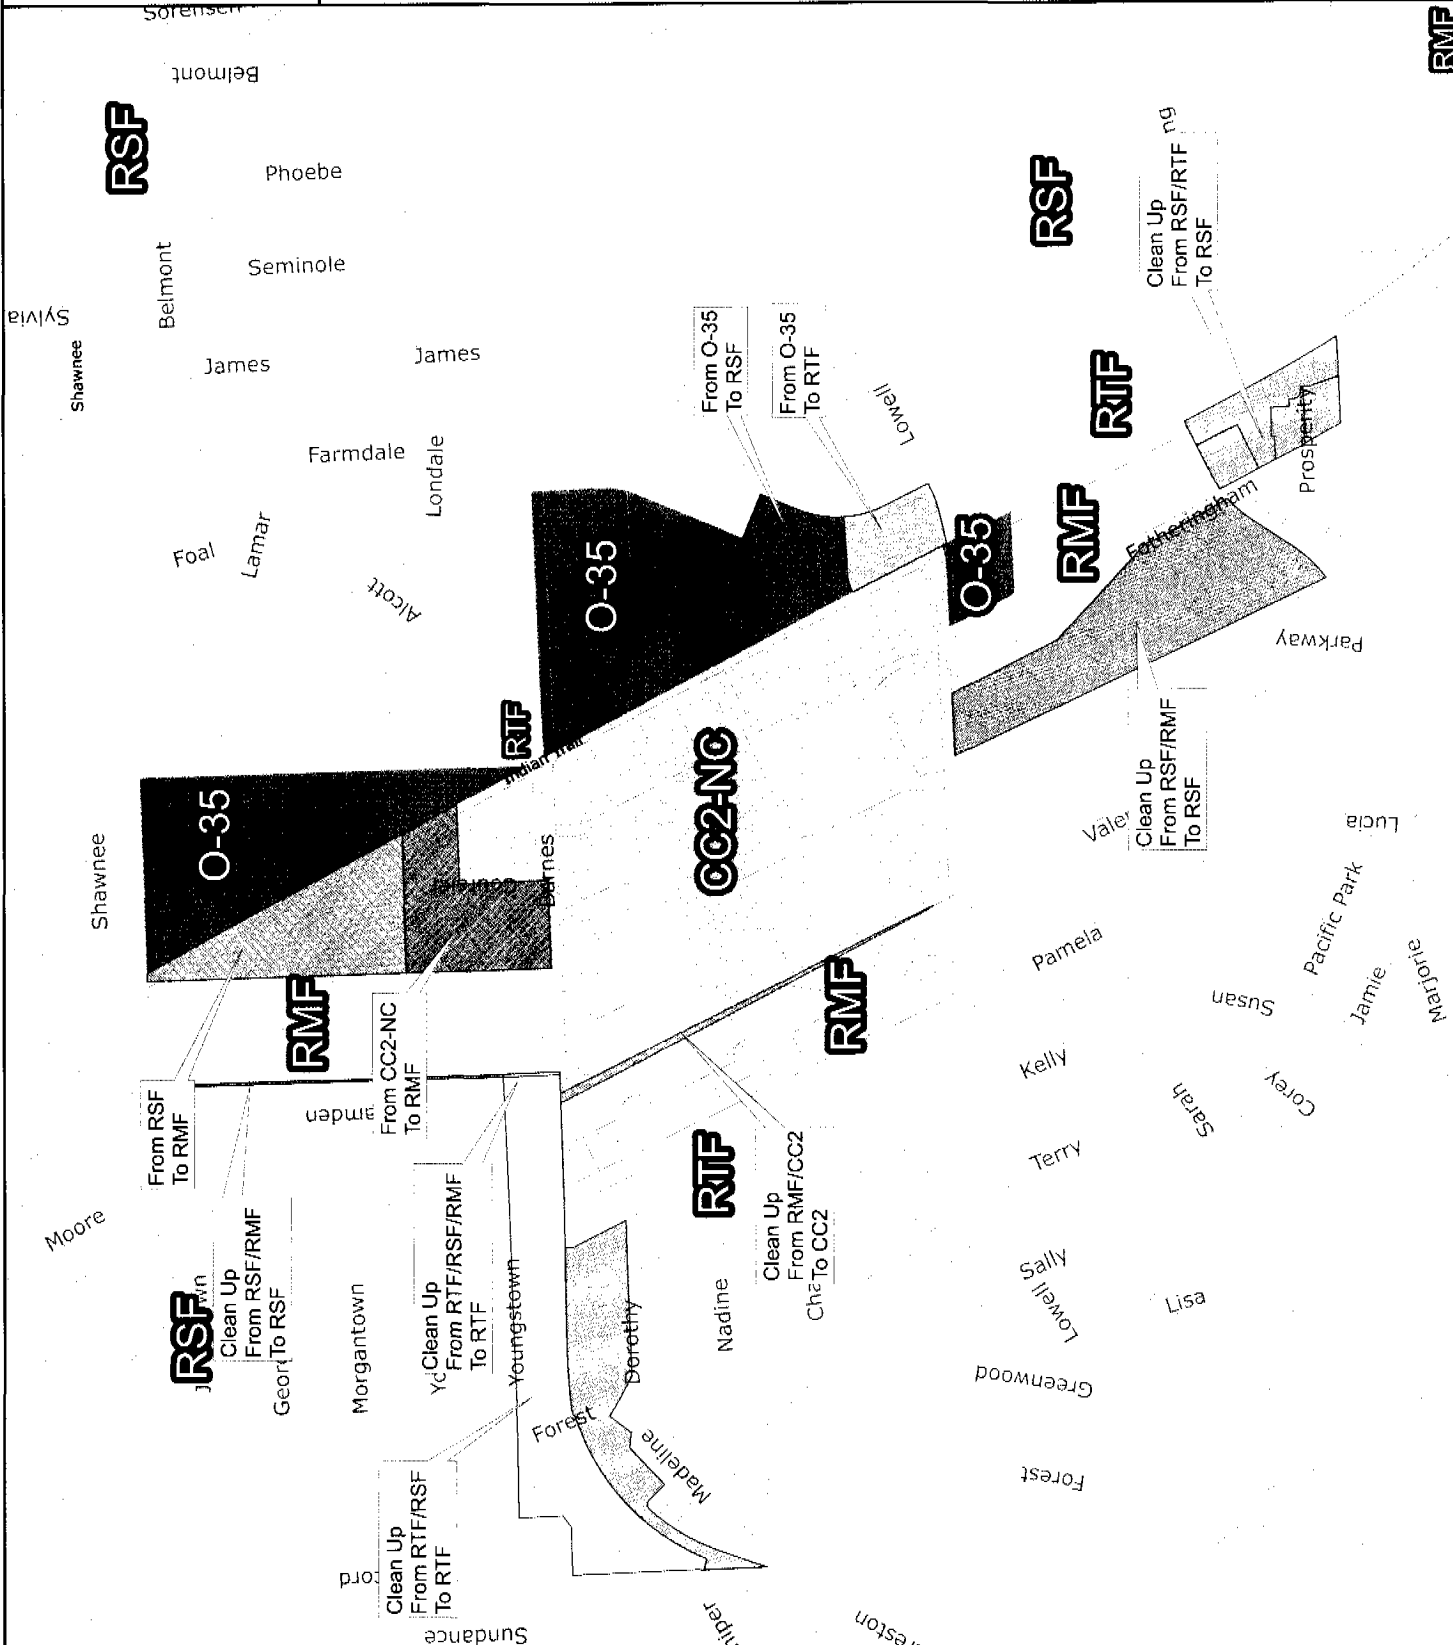 Belmont
RMF
RSF
Phoebe
Belmont
Seminole
RSF
Clean Up
From RSF/RTF
To RSF
Sylvia
Shawnee
James
James
From O-35
To RSF
From O-35
To RTF
Lowell
RTF
Farmdale
Londale
Prosperity
Foal
Lamar
Alcott
O-35
O-35
RMF
Fotheringham
Parkway
RTF
Indian Trail
CC2-NC
Clean Up
From RSF/RMF
To RSF
Lucia
Shawnee
O-35
Barnes
Pacific Park
Pamela
Susan
Jamie
Marjorie
RMF
From CC2-NC
To RMF
RMF
Kelly
Corey
Sarah
From RSF
To RMF
Terry
Moore
Clean Up
From RSF/RMF
To RSF
Clean Up
From RTF/RSF/RMF
To RTF
RTF
Clean Up
From RMF/CC2
To CC2
RSF
Morgantown
Youngstown
Dorothy
Nadine
Sally
Lowell
Lisa
Greenwood
Forest
Madeline
Forest
Clean Up
From RTF/RSF
To RTF
Sundance